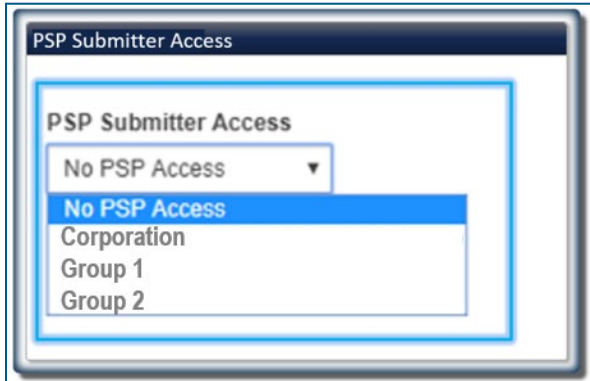 PSP Submitter Access
PSP Submitter Access
No PSP Access
No PSP Access
Corporation
Group 1
Group 2